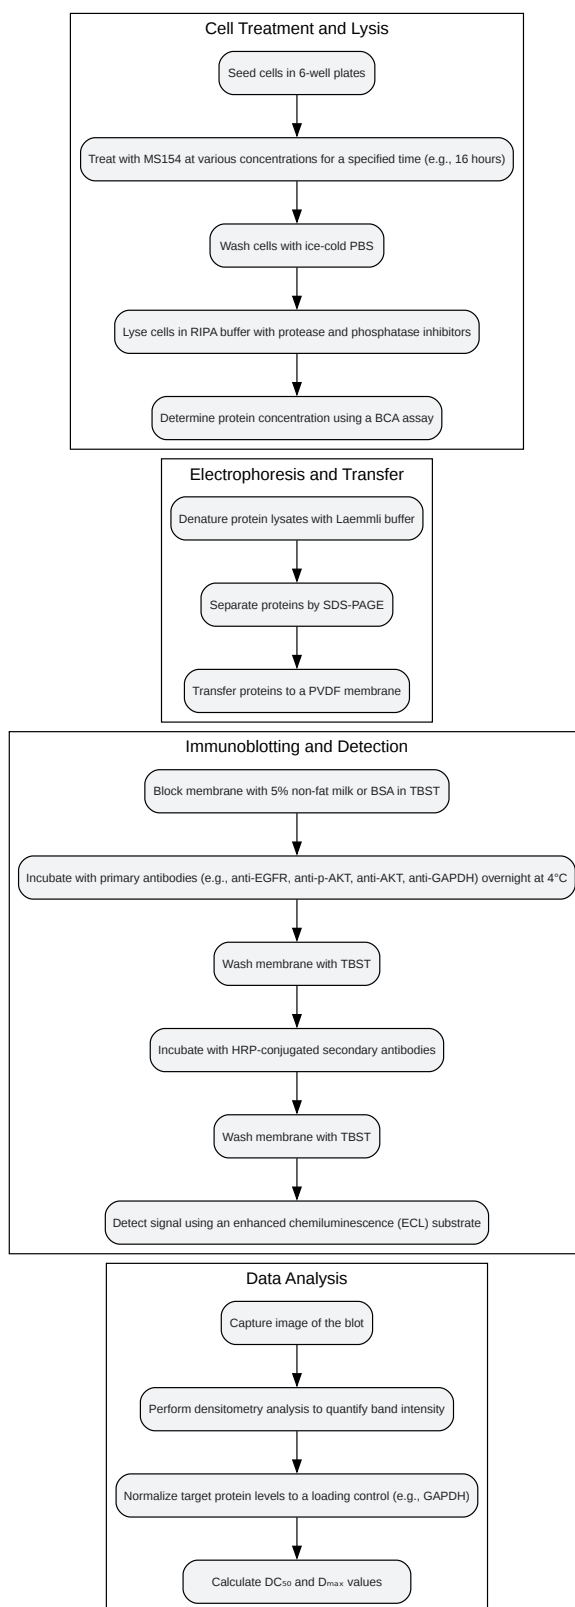 Cell Treatment and Lysis
Seed cells in 6-well plates
Treat with MS154 at various concentrations for a specified time (e.g., 16 hours)
Wash cells with ice-cold PBS
Lyse cells in RIPA buffer with protease and phosphatase inhibitors
Determine protein concentration using a BCA assay
Electrophoresis and Transfer
Denature protein lysates with Laemmli buffer
Separate proteins by SDS-PAGE
Transfer proteins to a PVDF membrane
Immunoblotting and Detection
Block membrane with 5% non-fat milk or BSA in TBST
Incubate with primary antibodies (e.g., anti-EGFR, anti-p-AKT, anti-AKT, anti-GAPDH) overnight at 4°C
Wash membrane with TBST
Incubate with HRP-conjugated secondary antibodies
Wash membrane with TBST
Detect signal using an enhanced chemiluminescence (ECL) substrate
Data Analysis
Capture image of the blot
Perform densitometry analysis to quantify band intensity
Normalize target protein levels to a loading control (e.g., GAPDH)
Calculate DC₅₀ and Dₘₐₓ values